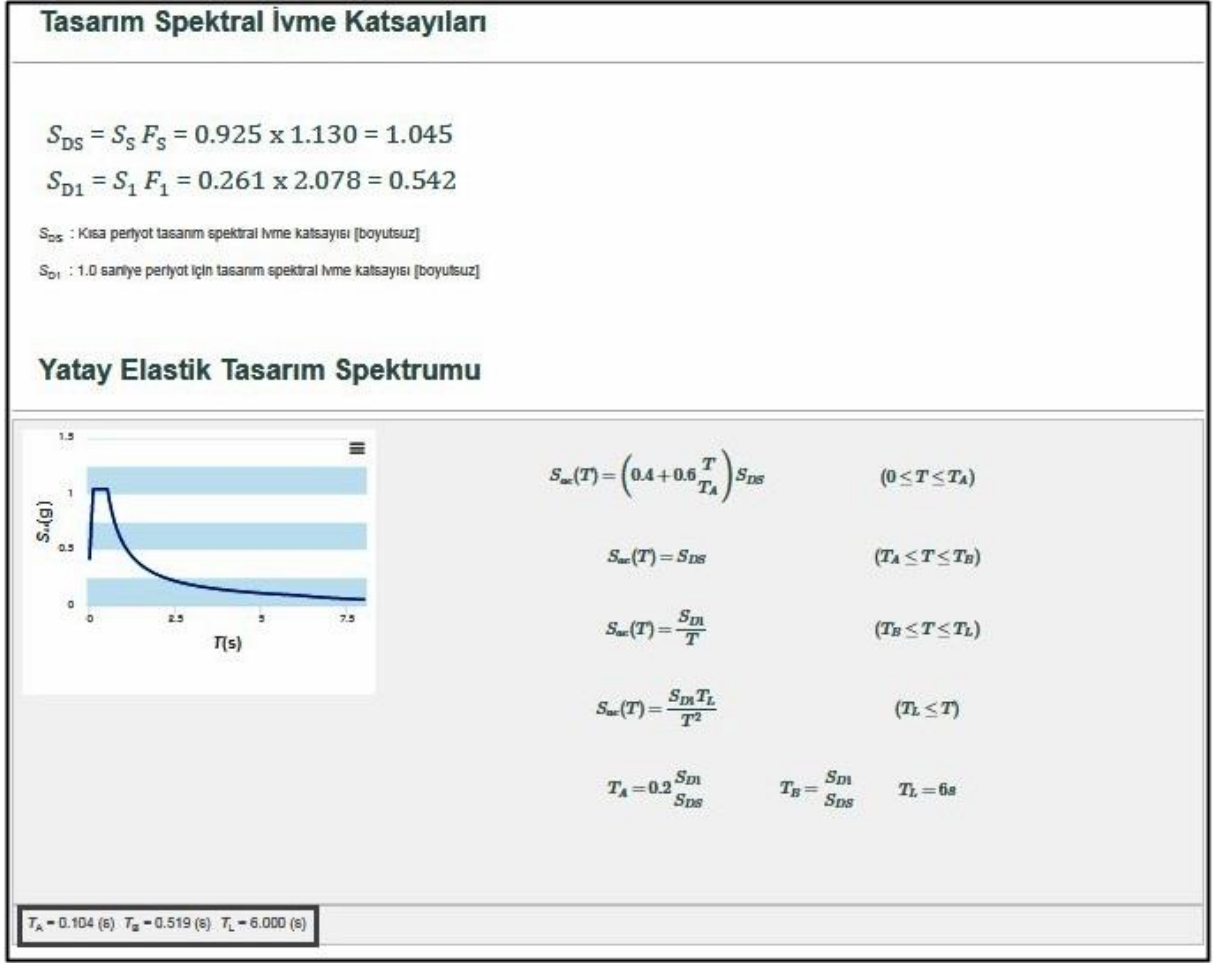 Tasarım Spektral İvme Katsayıları
S_DS = S_S F_S = 0.925 x 1.130 = 1.045
S_D1 = S_1 F_1 = 0.261 x 2.078 = 0.542
S_DS : Kısa periyot tasarım spektral ivme katsayısı [boyutsuz]
S_D1 : 1.0 saniye periyot için tasarım spektral ivme katsayısı [boyutsuz]
Yatay Elastik Tasarım Spektrumu
1.5
1
0.5
0
S_ae(g)
0 2.5 5 7.5
T(s)
S_ae(T) = (0.4 + 0.6 T/T_A) S_DS (0 ≤ T ≤ T_A)
S_ae(T) = S_DS (T_A ≤ T ≤ T_B)
S_ae(T) = S_D1/T (T_B ≤ T ≤ T_L)
S_ae(T) = S_D1 T_L/T² (T_L ≤ T)
T_A = 0.2 S_D1/S_DS T_B = S_D1/S_DS T_L = 6s
T_A = 0.104 (s) T_B = 0.519 (s) T_L = 6.000 (s)